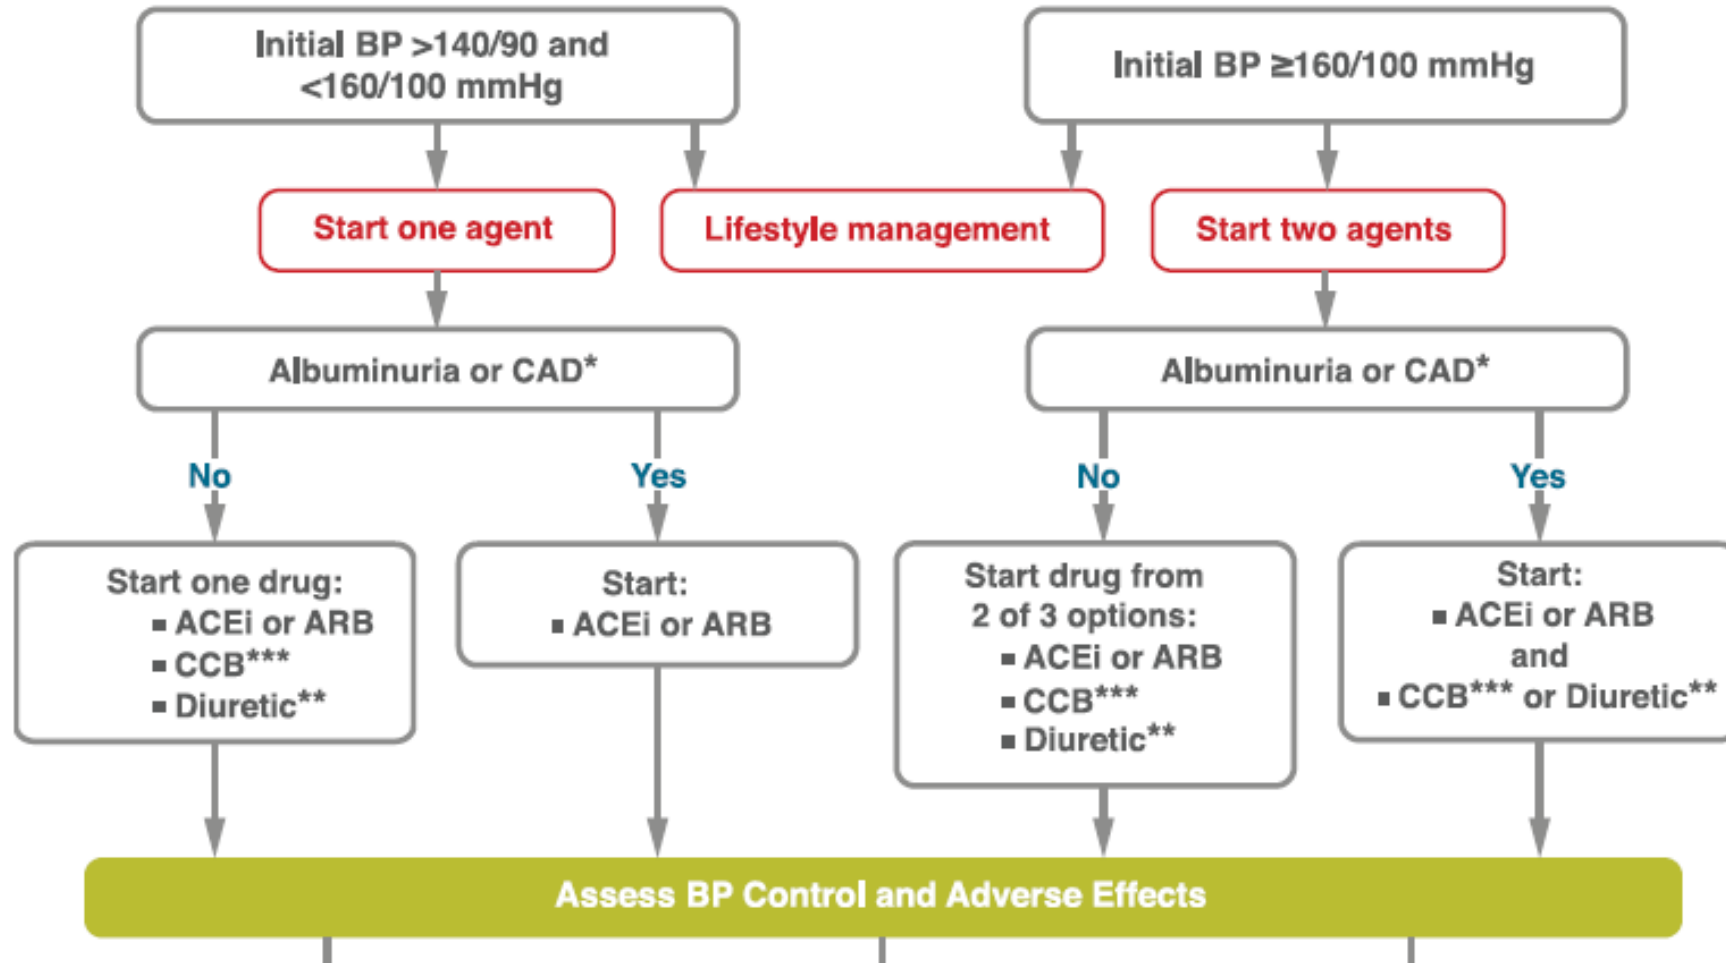 Initial BP >140/90 and
<160/100 mmHg
Initial BP ≥160/100 mmHg
Start one agent
Lifestyle management
Start two agents
Albuminuria or CAD*
Albuminuria or CAD*
No
Yes
No
Yes
Start one drug:
▪ ACEi or ARB
▪ CCB***
▪ Diuretic**
Start:
▪ ACEi or ARB
Start drug from
2 of 3 options:
▪ ACEi or ARB
▪ CCB***
▪ Diuretic**
Start:
▪ ACEi or ARB
and
▪ CCB*** or Diuretic**
Assess BP Control and Adverse Effects